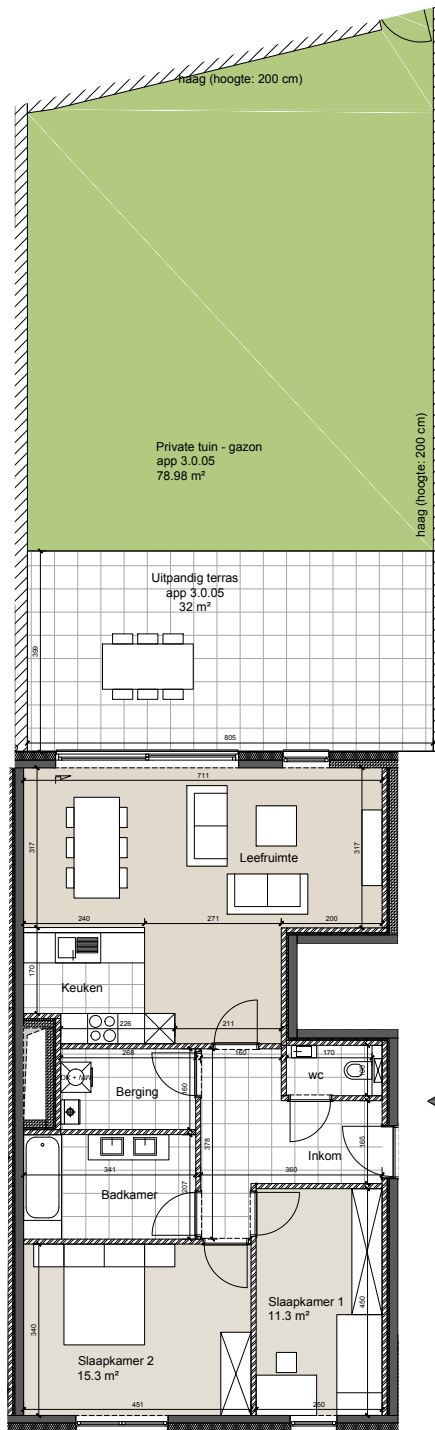 haag (hoogte: 200 cm)
haag (hoogte: 200 cm)
Private tuin - gazon
app 3.0.05
78.98 m²
Uitpandig terras
app 3.0.05
32 m²
399
805
711
317
317
Leefruimte
240
271
200
170
Keuken
226
211
268
160
170
WC
Berging
160
378
165
Inkom
341
360
Badkamer
207
Slaapkamer 1
11.3 m²
450
340
Slaapkamer 2
15.3 m²
451
250